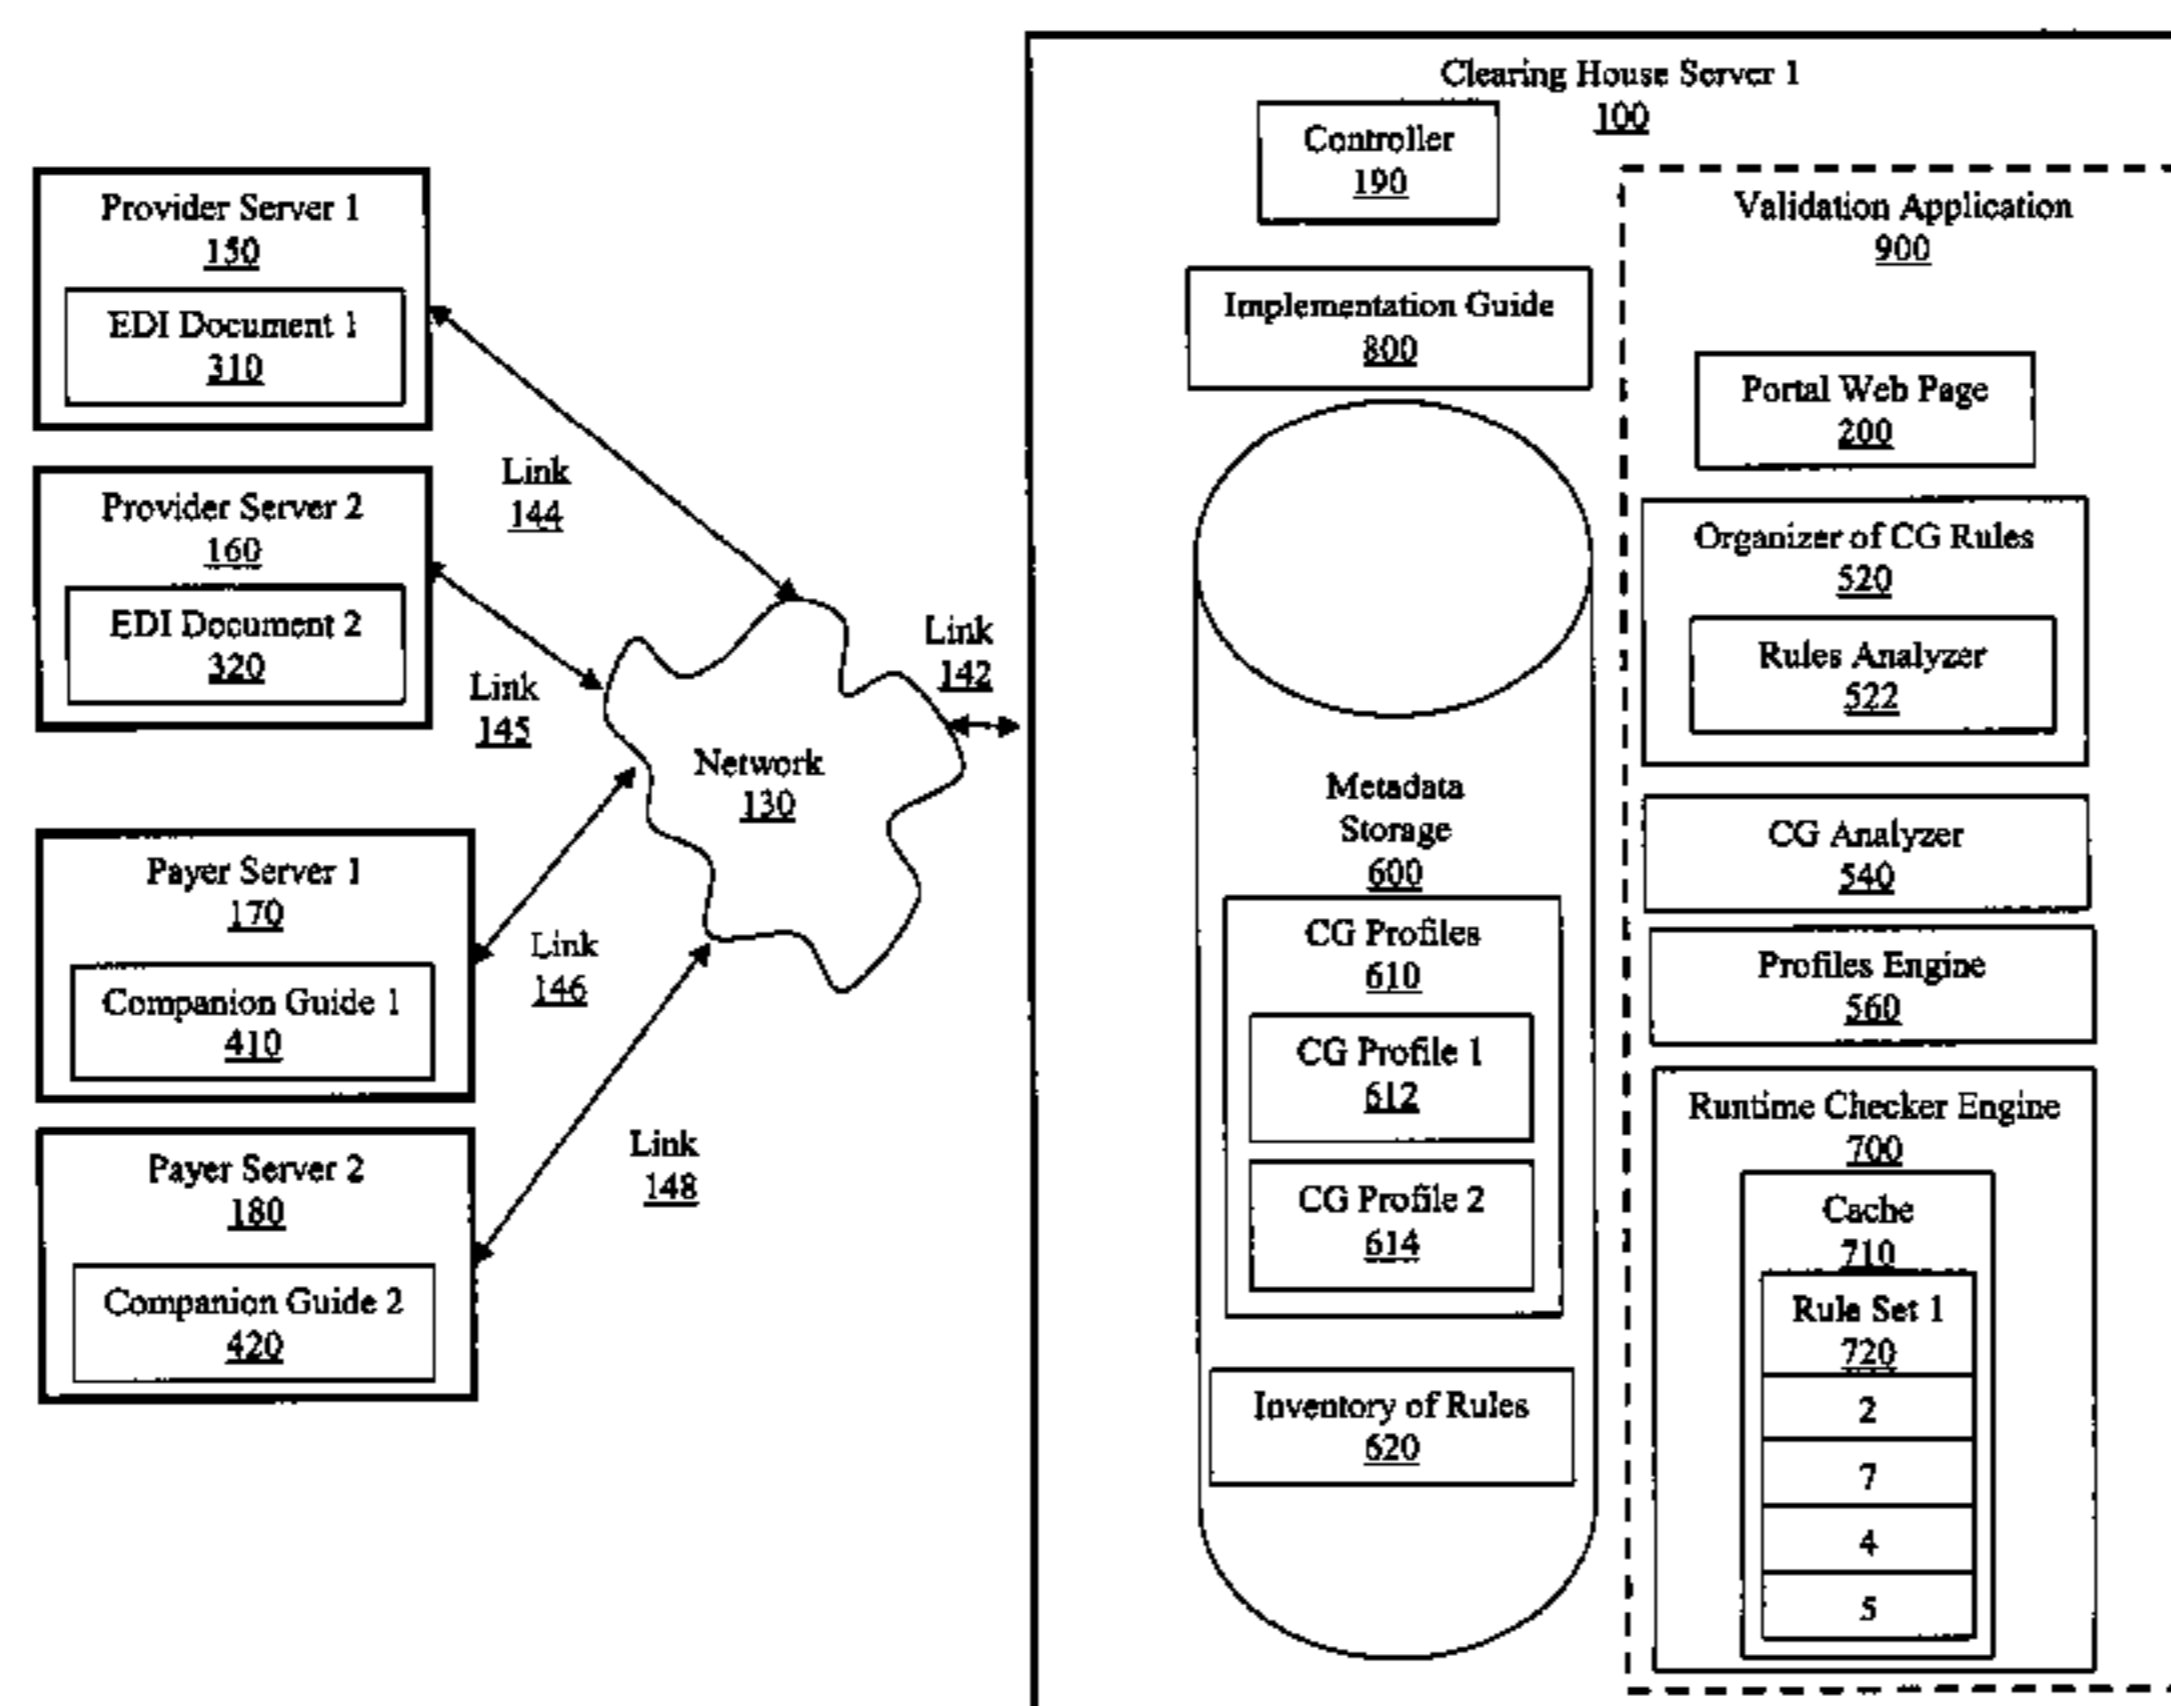 Clearing House Server 1
100
Controller
190
Implementation Guide
800
Provider Server 1
150
EDI Document 1
310
Provider Server 2
160
EDI Document 2
320
Payer Server 1
170
Companion Guide 1
410
Payer Server 2
180
Companion Guide 2
420
Link
144
Link
145
Link
146
Link
148
Network
130
Link
142
Metadata
Storage
600
CG Profiles
610
CG Profile 1
612
CG Profile 2
614
Inventory of Rules
620
Validation Application
900
Portal Web Page
200
Organizer of CG Rules
520
Rules Analyzer
522
CG Analyzer
540
Profiles Engine
560
Runtime Checker Engine
700
Cache
710
Rule Set 1
720
2
7
4
5